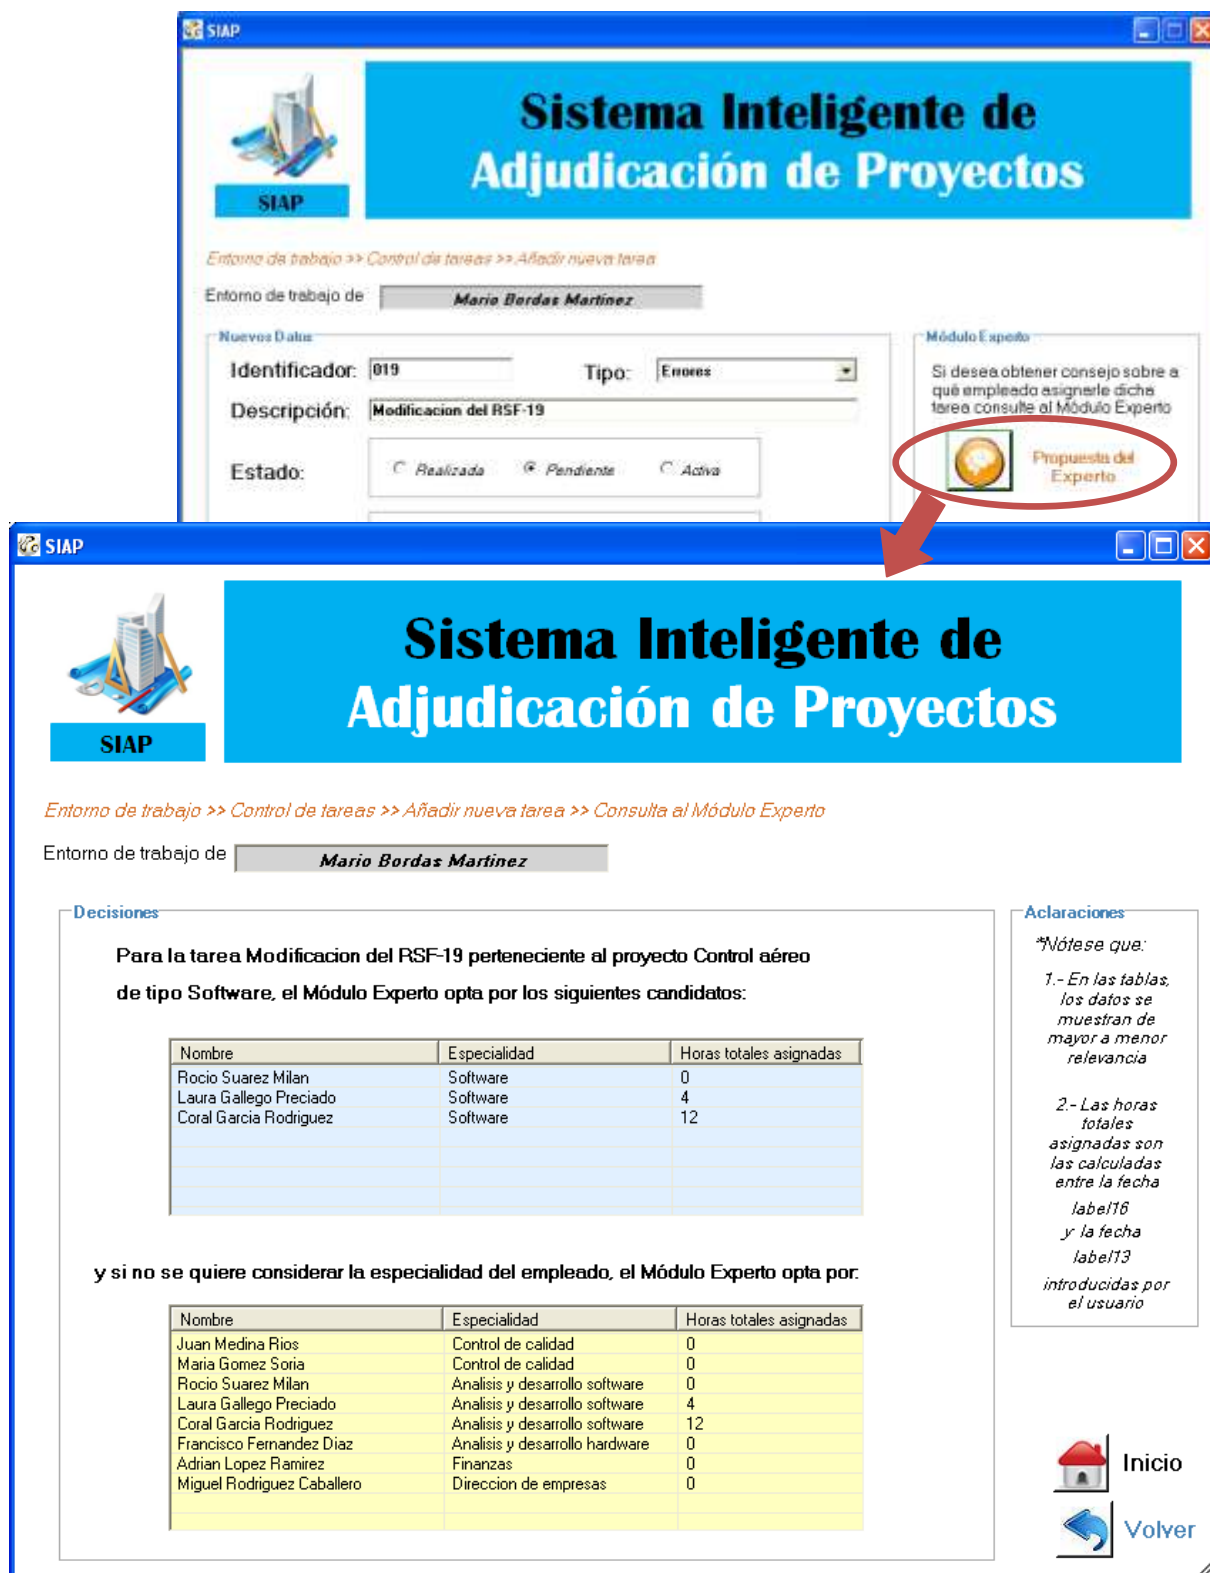 SIAP
Sistema Inteligente de
Adjudicación de Proyectos
SIAP
Entorno de trabajo >> Control de tareas >> Añadir nueva tarea
Entorno de trabajo de Mario Bordas Martinez
Nuevos Datos
Identificador: 019 Tipo: Errores
Descripción: Modificacion del RSF-19
Estado: Realizada Pendiente Activa
Módulo Experto
Si desea obtener consejo sobre a
qué empleado asignarle dicha
tarea consulte al Módulo Experto
Propuesta del
Experto
SIAP
Sistema Inteligente de
Adjudicación de Proyectos
SIAP
Entorno de trabajo >> Control de tareas >> Añadir nueva tarea >> Consulta al Módulo Experto
Entorno de trabajo de Mario Bordas Martinez
Decisiones
Para la tarea Modificacion del RSF-19 perteneciente al proyecto Control aéreo
de tipo Software, el Módulo Experto opta por los siguientes candidatos:
Nombre Especialidad Horas totales asignadas
Rocio Suarez Milan Software 0
Laura Gallego Preciado Software 4
Coral Garcia Rodriguez Software 12
y si no se quiere considerar la especialidad del empleado, el Módulo Experto opta por:
Nombre Especialidad Horas totales asignadas
Juan Medina Rios Control de calidad 0
Maria Gomez Soria Control de calidad 0
Rocio Suarez Milan Analisis y desarrollo software 0
Laura Gallego Preciado Analisis y desarrollo software 4
Coral Garcia Rodriguez Analisis y desarrollo software 12
Francisco Fernandez Diaz Analisis y desarrollo hardware 0
Adrian Lopez Ramirez Finanzas 0
Miguel Rodriguez Caballero Direccion de empresas 0
Aclaraciones
*Nótese que:
1.- En las tablas,
los datos se
muestran de
mayor a menor
relevancia
2.- Las horas
totales
asignadas son
las calculadas
entre la fecha
label16
y la fecha
label13
introducidas por
el usuario
Inicio
Volver